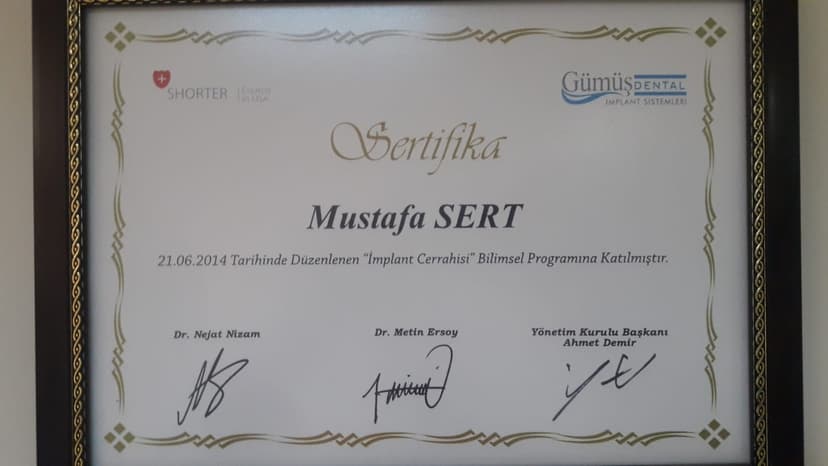 SHORTER
Gümüş DENTAL
İMPLANT SİSTEMLERİ
Sertifika
Mustafa SERT
21.06.2014 Tarihinde Düzenlenen "İmplant Cerrahisi" Bilimsel Programına Katılmıştır.
Dr. Nejat Nizam
Dr. Metin Ersoy
Yönetim Kurulu Başkanı
Ahmet Demir